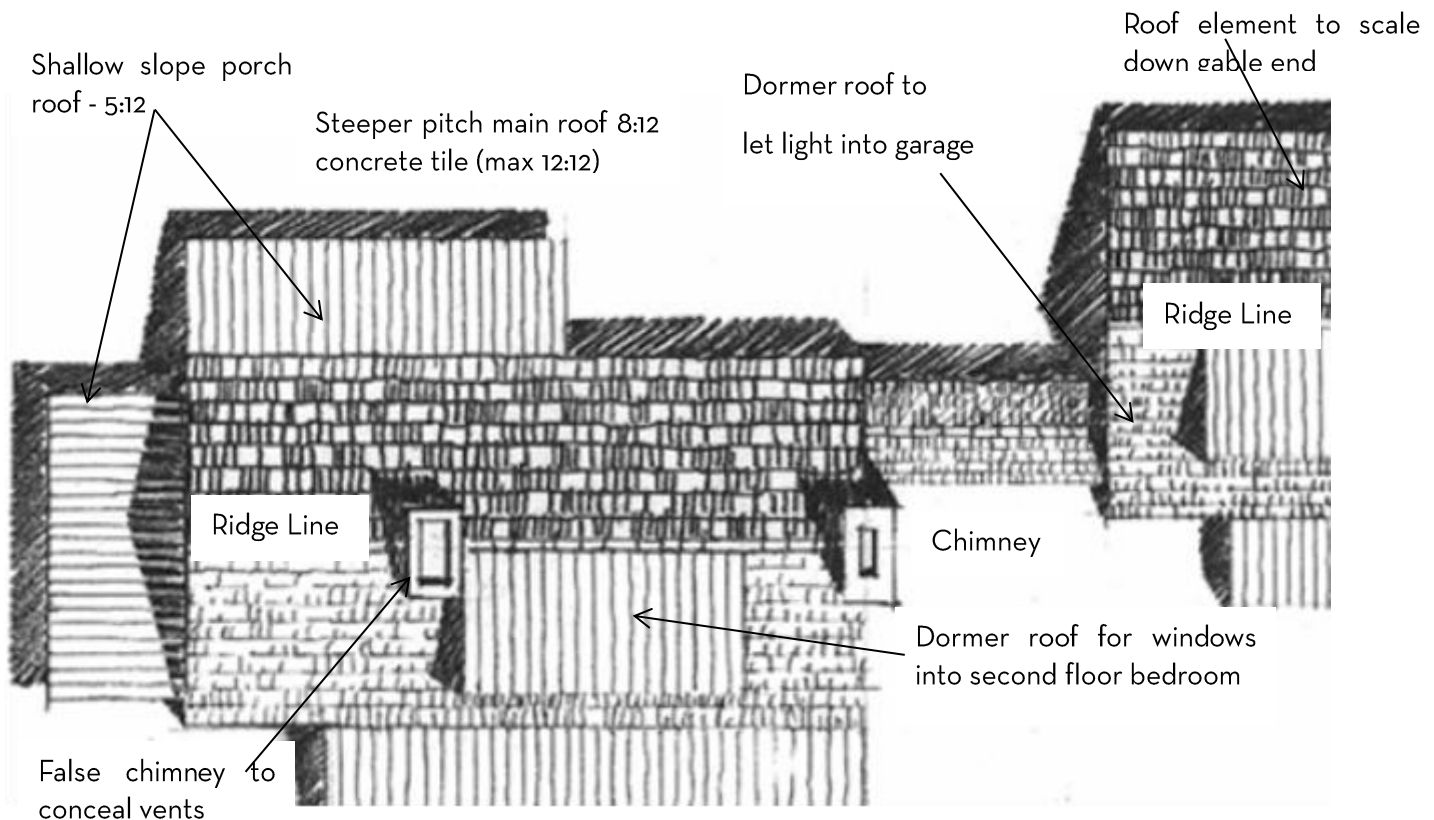 Roof element to scale
down gable end
Shallow slope porch
roof - 5:12
Dormer roof to
let light into garage
Steeper pitch main roof 8:12
concrete tile (max 12:12)
Ridge Line
Ridge Line
Chimney
Dormer roof for windows
into second floor bedroom
False chimney to
conceal vents